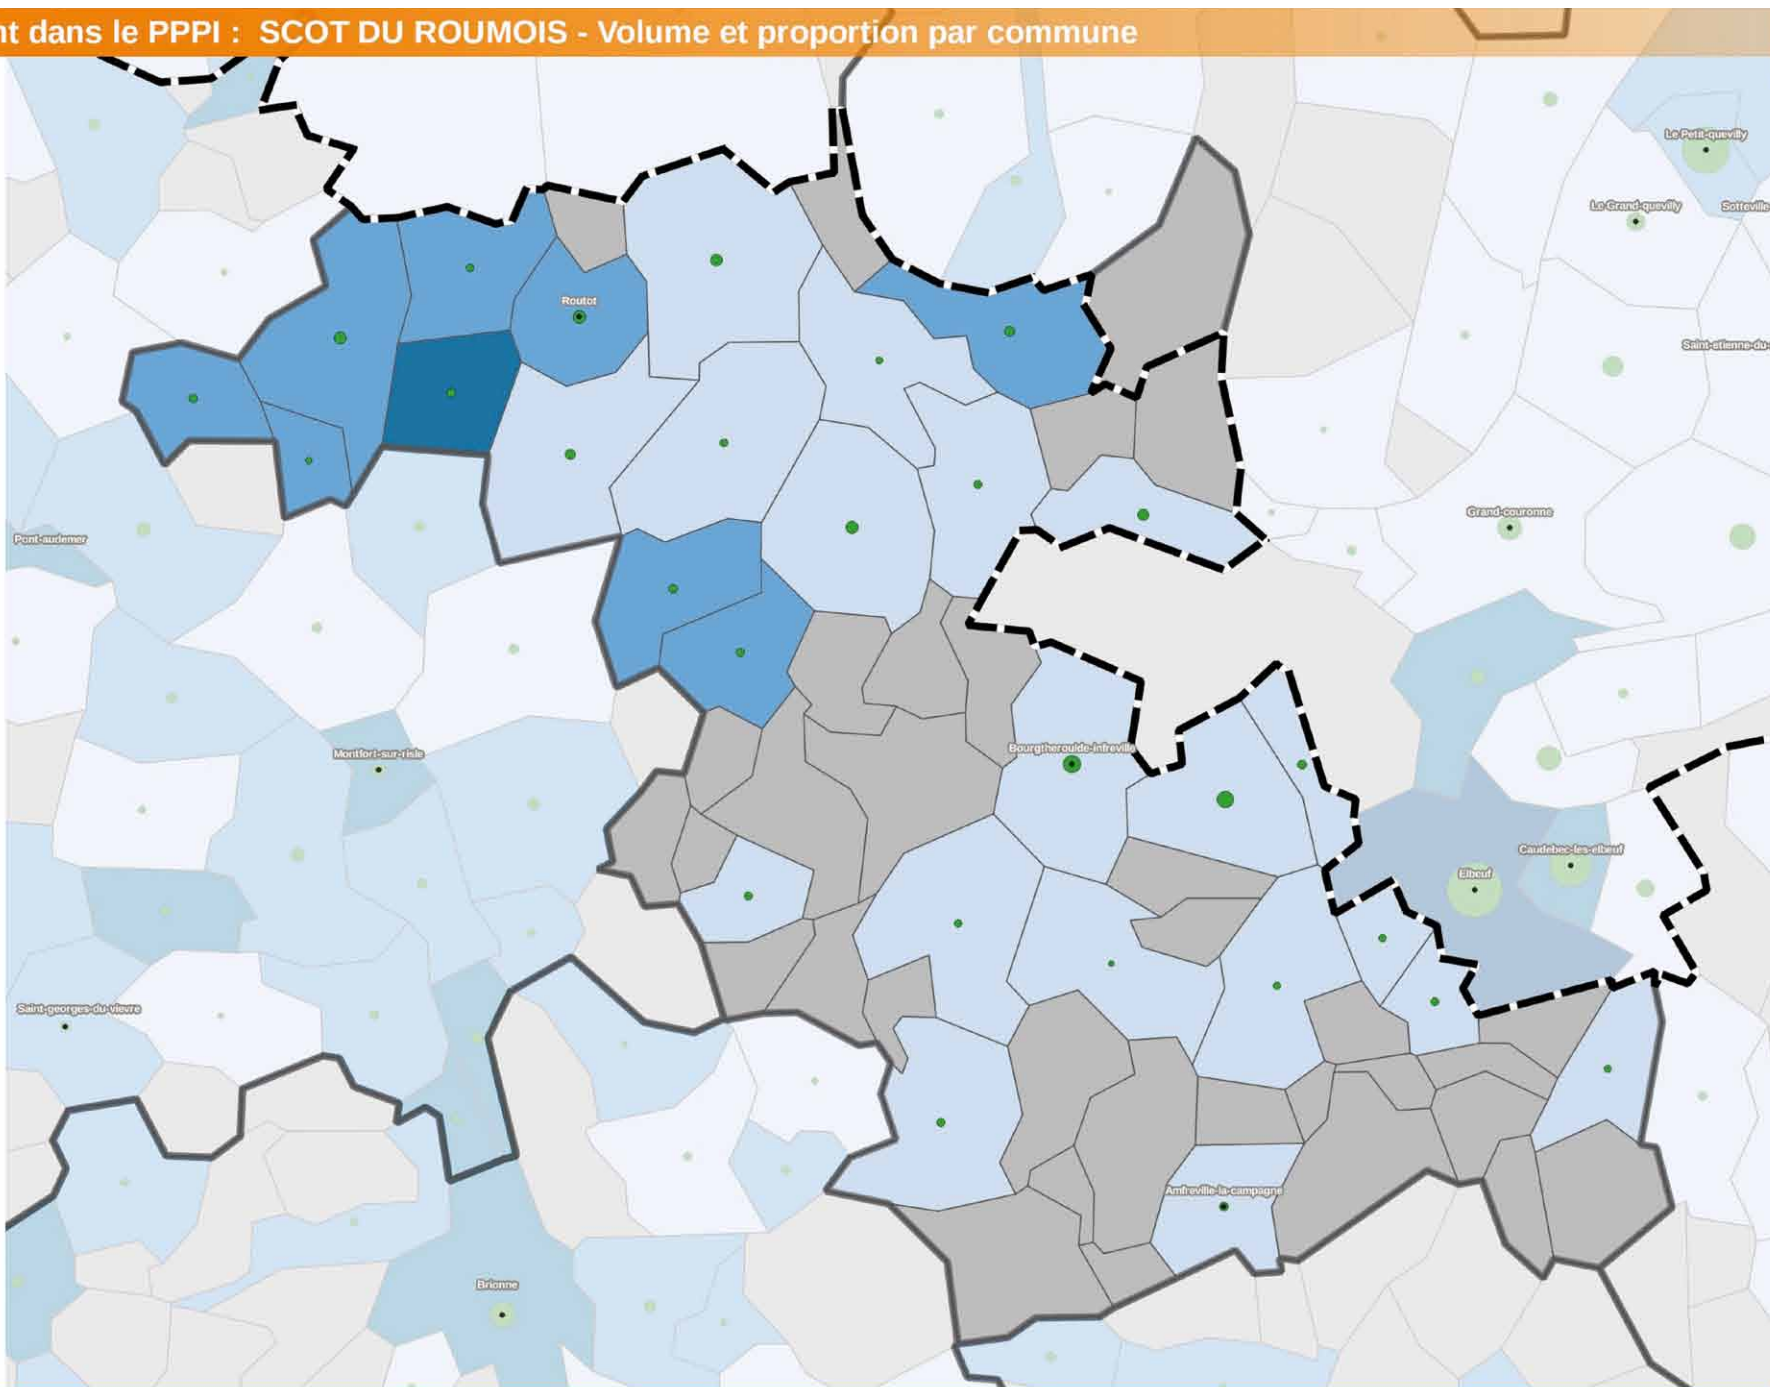 nt dans le PPPI : SCOT DU ROUMOIS - Volume et proportion par commune
Le Petit-quevilly
Le Grand-quevilly
Sotteville
Routot
Saint-etienne-du-
Grand-couronne
Pont-audemer
Montfort-sur-risle
Bourgtheroulde-infreville
Caudebec-les-elbeuf
Elbeuf
Saint-georges-du-vievre
Amfreville-la-campagne
Brionne